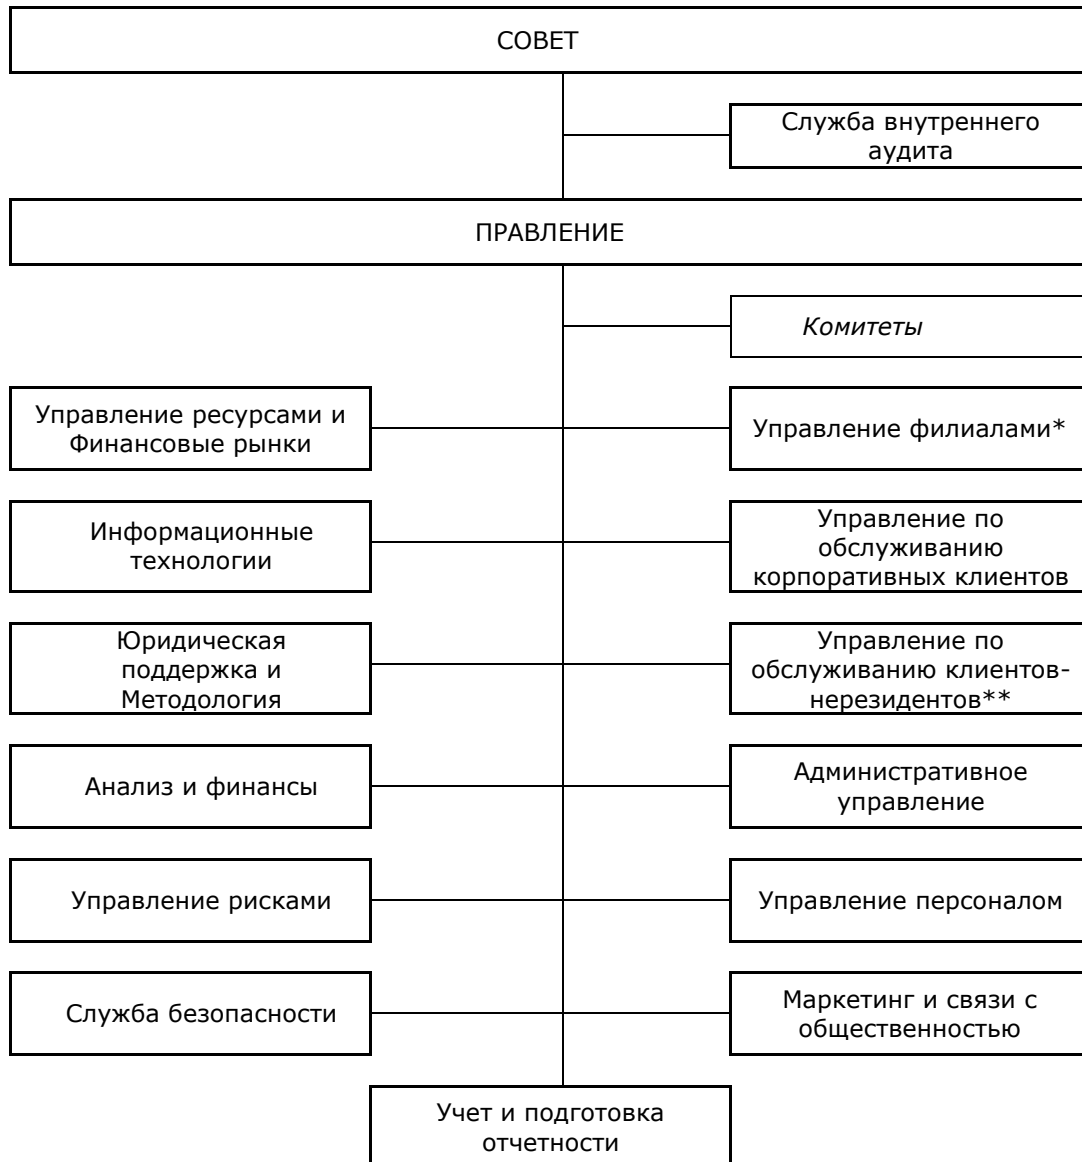 СОВЕТ
Служба внутреннего
аудита
ПРАВЛЕНИЕ
Комитеты
Управление ресурсами и
Финансовые рынки
Управление филиалами*
Информационные
технологии
Управление по
обслуживанию
корпоративных клиентов
Юридическая
поддержка и
Методология
Управление по
обслуживанию клиентов-
нерезидентов**
Анализ и финансы
Административное
управление
Управление рисками
Управление персоналом
Служба безопасности
Маркетинг и связи с
общественностью
Учет и подготовка
отчетности